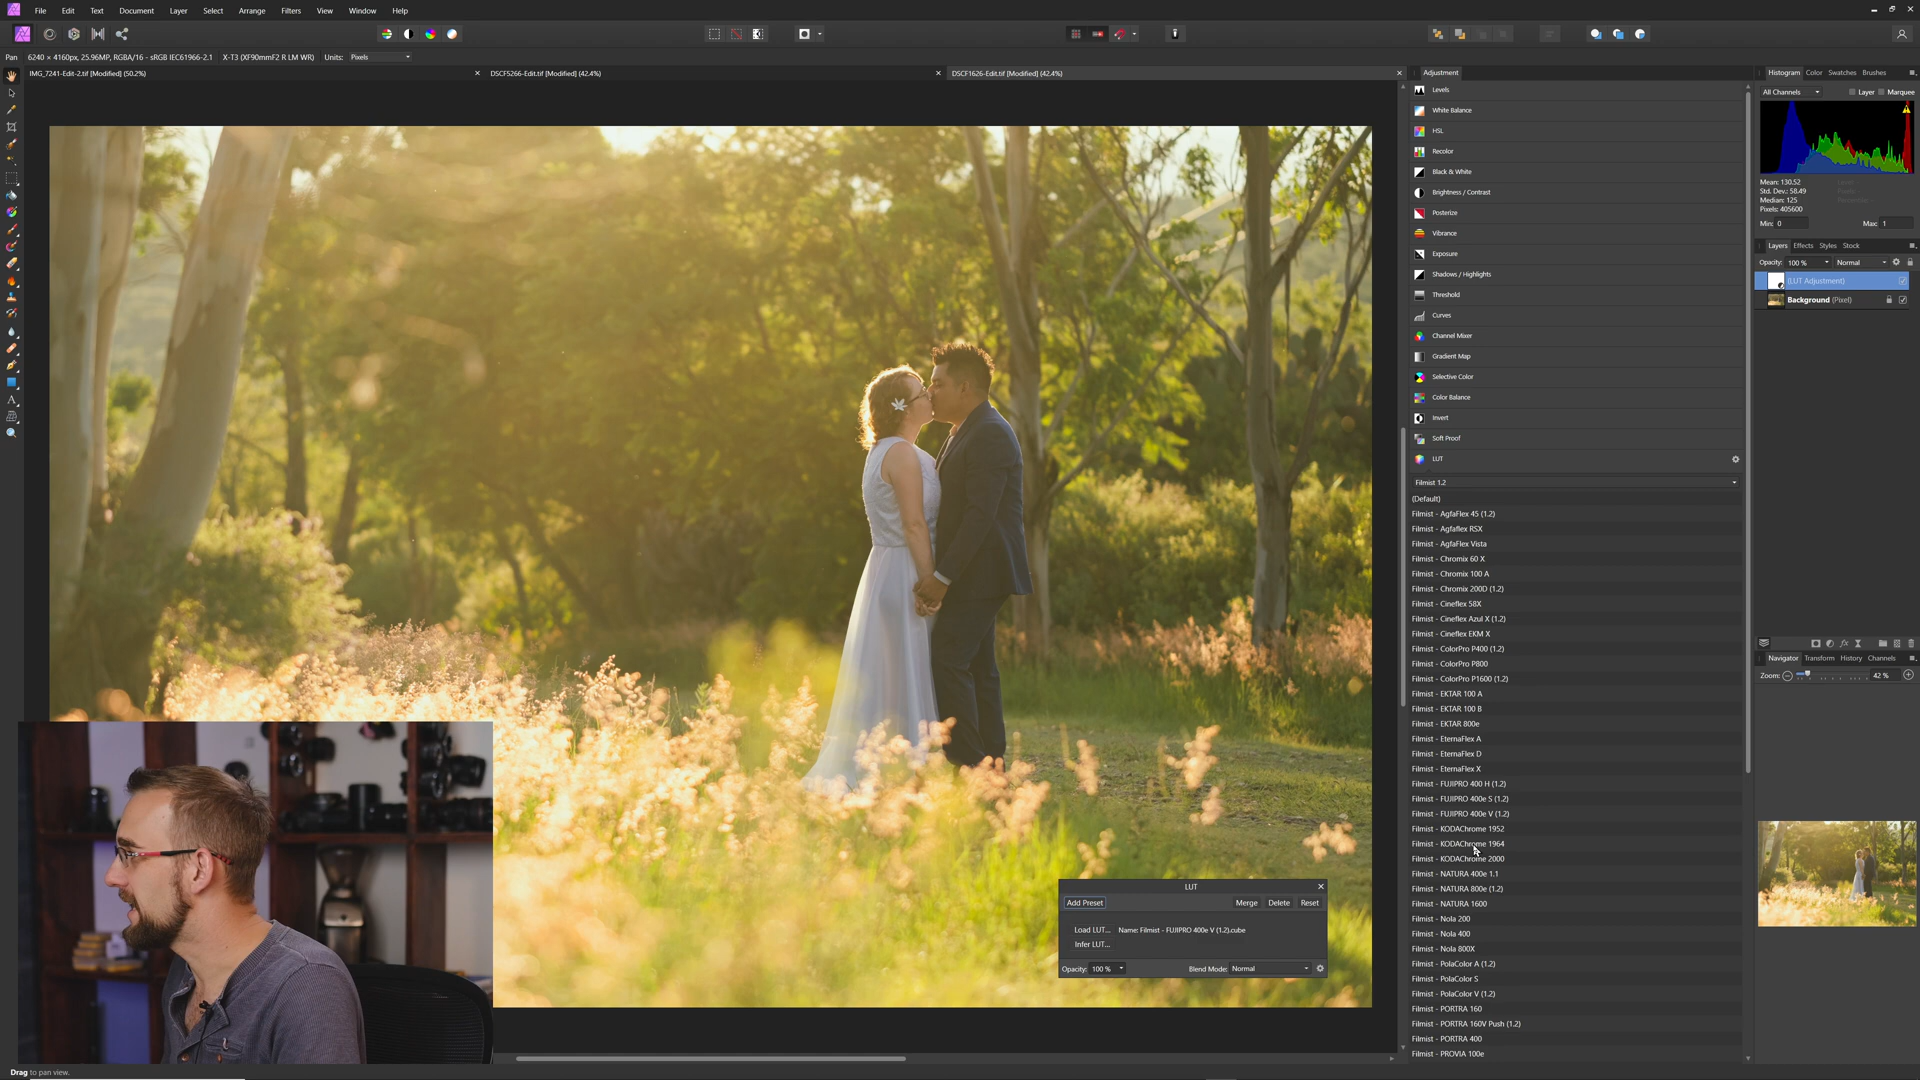 File Edit Text Document Layer Select Arrange Filters View Window Help
Pan 6240 × 4160px, 25.96MP, RGBA/16 - sRGB IEC61966-2.1 X-T3 (XF90mmF2 R LM WR) Units: Pixels
IMG_7241-Edit-2.tif [Modified] (50.2%) DSCF5266-Edit.tif [Modified] (42.4%) DSCF1626-Edit.tif [Modified] (42.4%)
Adjustment
Levels
White Balance
HSL
Recolor
Black & White
Brightness / Contrast
Posterize
Vibrance
Exposure
Shadows / Highlights
Threshold
Curves
Channel Mixer
Gradient Map
Selective Color
Color Balance
Invert
Soft Proof
LUT
Filmist 1.2
(Default)
Filmist - AgfaFlex 45 (1.2)
Filmist - Agfaflex RSX
Filmist - AgfaFlex Vista
Filmist - Chromix 60 X
Filmist - Chromix 100 A
Filmist - Chromix 200D (1.2)
Filmist - Cineflex 58X
Filmist - Cineflex Azul X (1.2)
Filmist - Cineflex EKM X
Filmist - ColorPro P400 (1.2)
Filmist - ColorPro P800
Filmist - ColorPro P1600 (1.2)
Filmist - EKTAR 100 A
Filmist - EKTAR 100 B
Filmist - EKTAR 800e
Filmist - EternaFlex A
Filmist - EternaFlex D
Filmist - EternaFlex X
Filmist - FUJIPRO 400 H (1.2)
Filmist - FUJIPRO 400e S (1.2)
Filmist - FUJIPRO 400e V (1.2)
Filmist - KODAChrome 1952
Filmist - KODAChrome 1964
Filmist - KODAChrome 2000
Filmist - NATURA 400e 1.1
Filmist - NATURA 800e (1.2)
Filmist - NATURA 1600
Filmist - Nola 200
Filmist - Nola 400
Filmist - Nola 800X
Filmist - PolaColor A (1.2)
Filmist - PolaColor S
Filmist - PolaColor V (1.2)
Filmist - PORTRA 160
Filmist - PORTRA 160V Push (1.2)
Filmist - PORTRA 400
Filmist - PROVIA 100e
Histogram Color Swatches Brushes
All Channels Layer Marquee
Mean: 130.52
Std. Dev.: 58.49
Median: 125
Pixels: 405600
Min: 0 Max: 1
Layers Effects Styles Stock
Opacity: 100 % Normal
(LUT Adjustment)
Background (Pixel)
Navigator Transform History Channels
Zoom: 42 %
LUT
Add Preset Merge Delete Reset
Load LUT... Name: Filmist - FUJIPRO 400e V (1.2).cube
Infer LUT...
Opacity: 100 % Blend Mode: Normal
Drag to pan view.